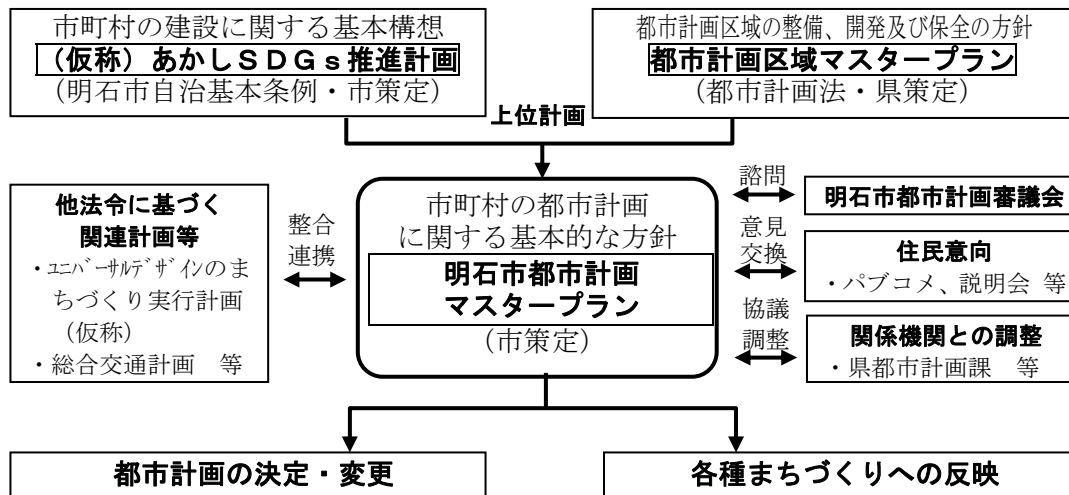 市町村の建設に関する基本構想
（仮称）あかしＳＤＧｓ推進計画
（明石市自治基本条例・市策定）
都市計画区域の整備、開発及び保全の方針
都市計画区域マスタープラン
（都市計画法・県策定）
上位計画
他法令に基づく
関連計画等
・ﾕﾆﾊﾞｰｻﾙﾃﾞｻﾞｲﾝのま
ちづくり実行計画
（仮称）
・総合交通計画　等
整合
連携
市町村の都市計画
に関する基本的な方針
明石市都市計画
マスタープラン
（市策定）
諮問
意見
交換
協議
調整
明石市都市計画審議会
住民意向
・パブコメ、説明会 等
関係機関との調整
・県都市計画課　等
都市計画の決定・変更
各種まちづくりへの反映